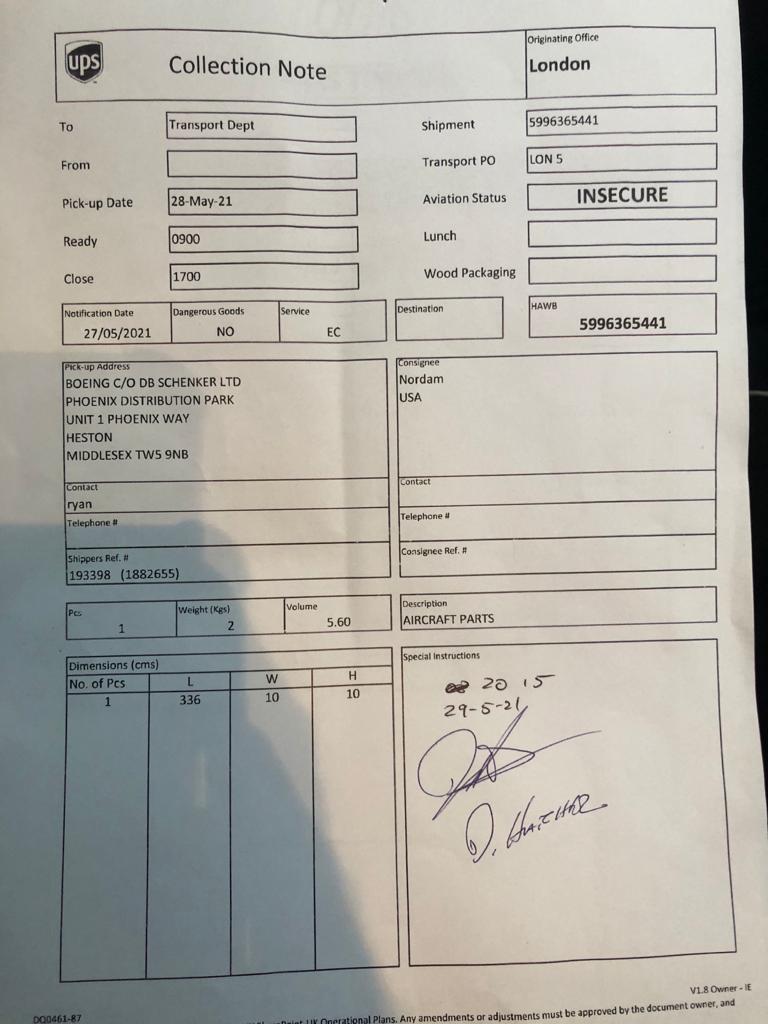 ups
Collection Note
Originating Office
London
To
Transport Dept
Shipment
5996365441
From
Transport PO
LON 5
Pick-up Date
28-May-21
Aviation Status
INSECURE
Ready
0900
Lunch
Close
1700
Wood Packaging
Notification Date
27/05/2021
Dangerous Goods
NO
Service
EC
Destination
HAWB
5996365441
Pick-up Address
BOEING C/O DB SCHENKER LTD
PHOENIX DISTRIBUTION PARK
UNIT 1 PHOENIX WAY
HESTON
MIDDLESEX TW5 9NB
Consignee
Nordam
USA
Contact
ryan
Telephone #
Shippers Ref. #
193398 (1882655)
Contact
Telephone #
Consignee Ref. #
Pcs
1
Weight (Kgs)
2
Volume
5.60
Description
AIRCRAFT PARTS
Dimensions (cms)
No. of Pcs L W H
1 336 10 10
Special Instructions
20 15
29-5-21
D.
V1.8 Owner - IE
DQ0461-87
UK Operational Plans. Any amendments or adjustments must be approved by the document owner, and